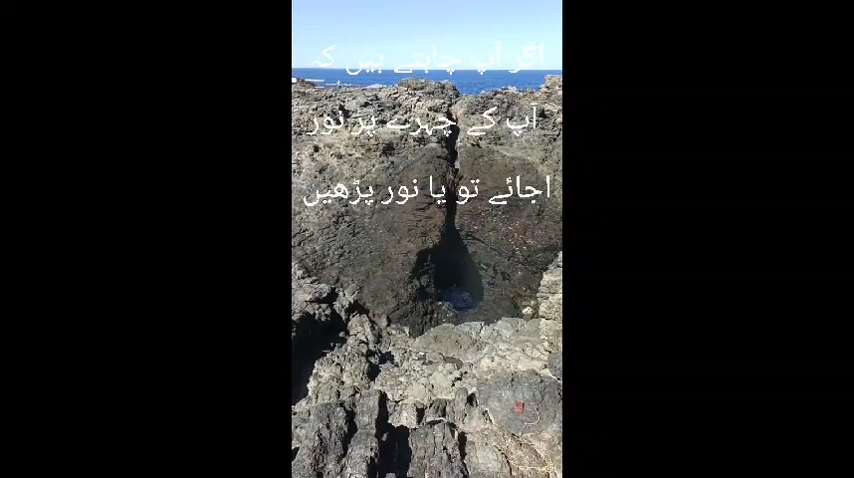 اگر آپ چاہتے ہیں کہ
آپ کے چہرے پر نور
اجائے تو یا نور پڑھیں